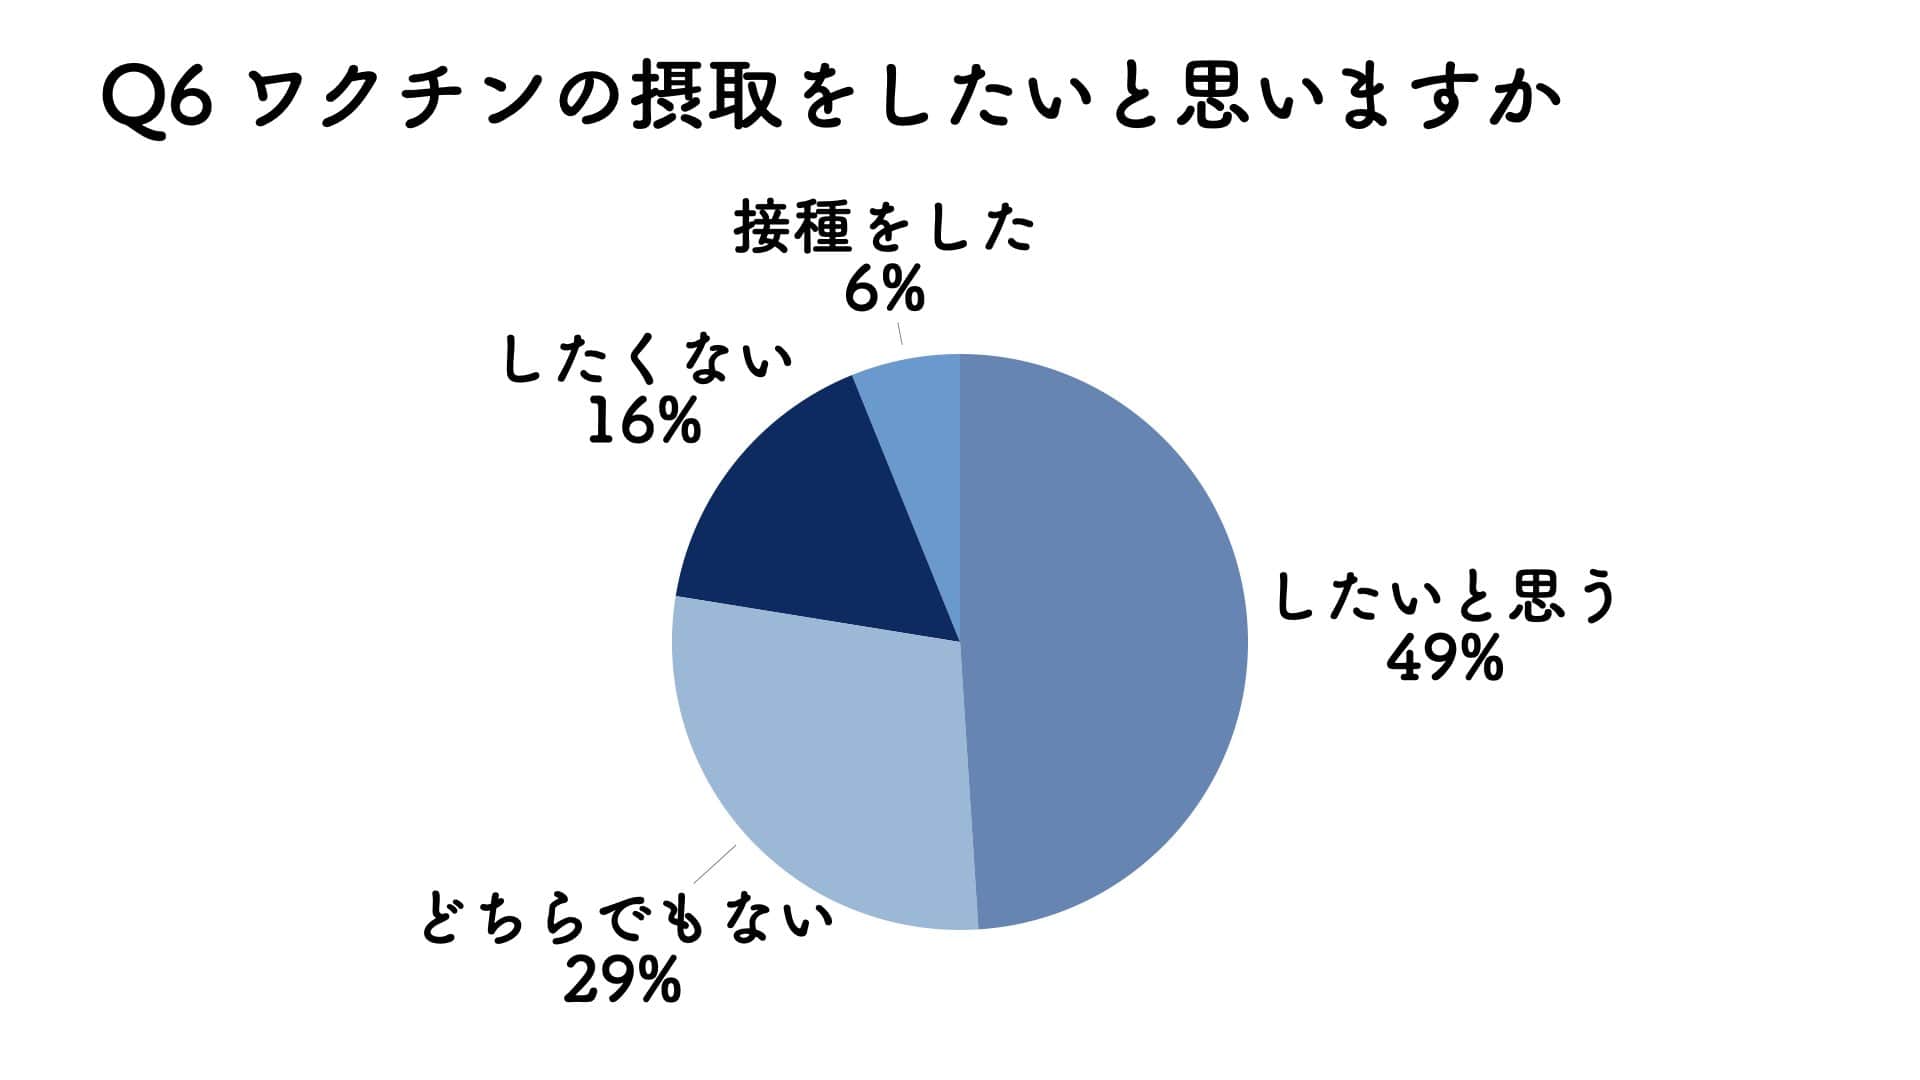 Q6 ワクチンの摂取をしたいと思いますか
接種をした
6%
したくない
16%
したいと思う
49%
どちらでもない
29%